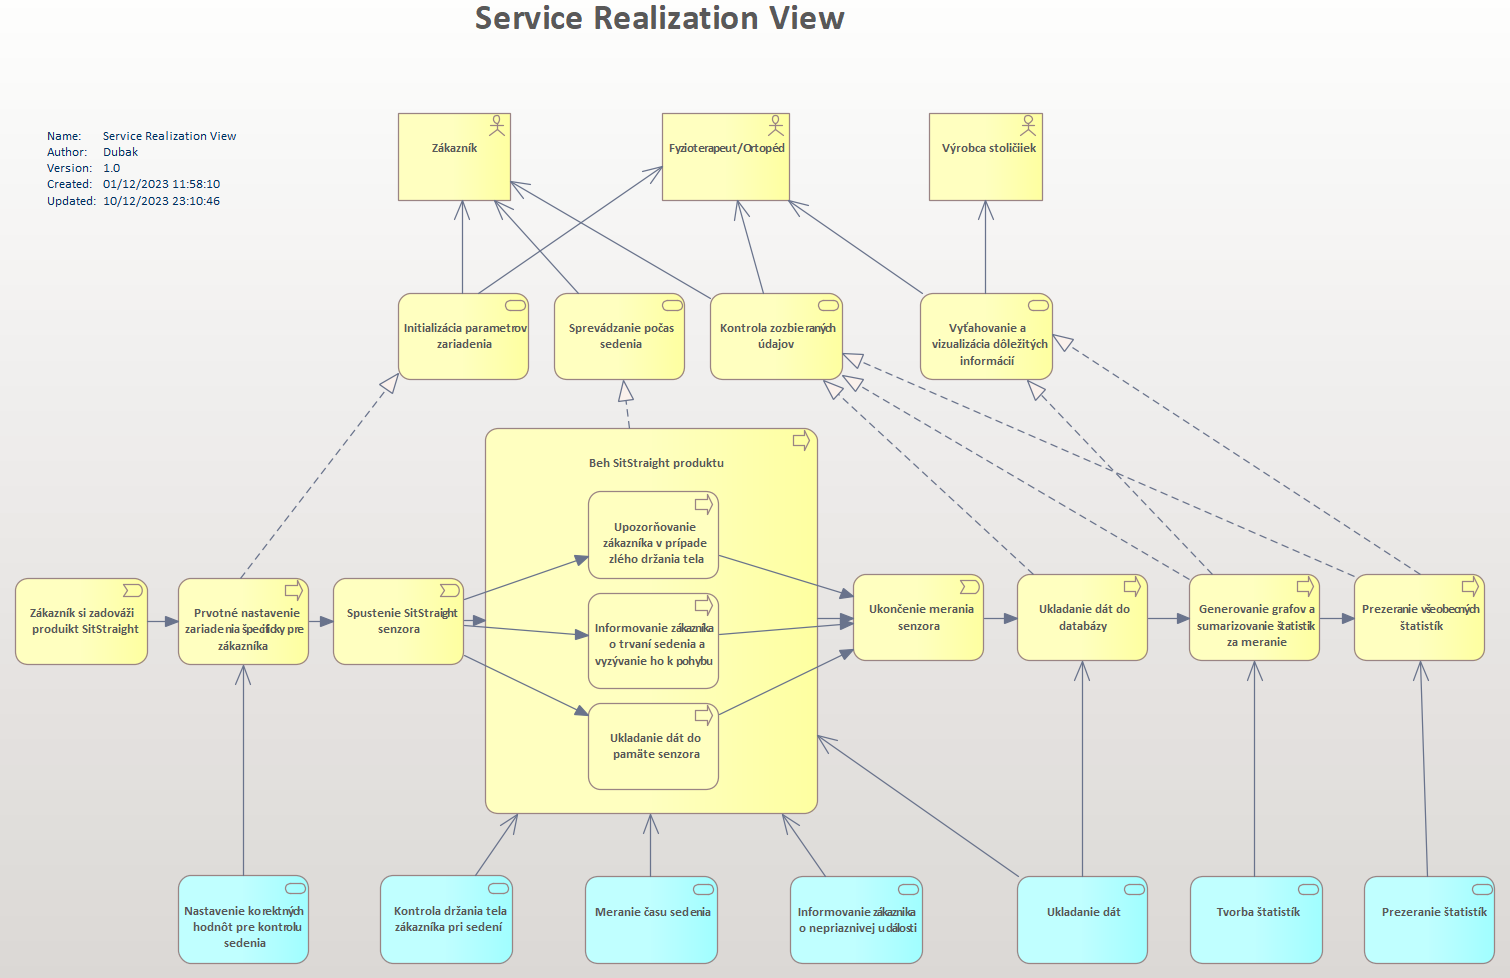 Service Realization View
Name: Service Realization View
Author: Dubak
Version: 1.0
Created: 01/12/2023 11:58:10
Updated: 10/12/2023 23:10:46
Zákazník
Fyzioterapeut/Ortopéd
Výrobca stoličiiek
Initializácia parametrov
zariadenia
Sprevádzanie počas
sedenia
Kontrola zozbieraných
údajov
Vyťahovanie a
vizualizácia dôležitých
informácií
Beh SitStraight produktu
Upozorňovanie
zákazníka v prípade
zlého držania tela
Zákazník si zadováži
produikt SitStraight
Prvotné nastavenie
zariadenia špecificky pre
zákazníka
Spustenie SitStraight
senzora
Informovanie zákazníka
o trvaní sedenia a
vyzývanie ho k pohybu
Ukončenie merania
senzora
Ukladanie dát do
databázy
Generovanie grafov a
sumarizovanie štatistík
za meranie
Prezeranie všeobecných
štatistík
Ukladanie dát do
pamäte senzora
Nastavenie korektných
hodnôt pre kontrolu
sedenia
Kontrola držania tela
zákazníka pri sedení
Meranie času sedenia
Informovanie zákazníka
o nepriaznivej události
Ukladanie dát
Tvorba štatistík
Prezeranie štatistík